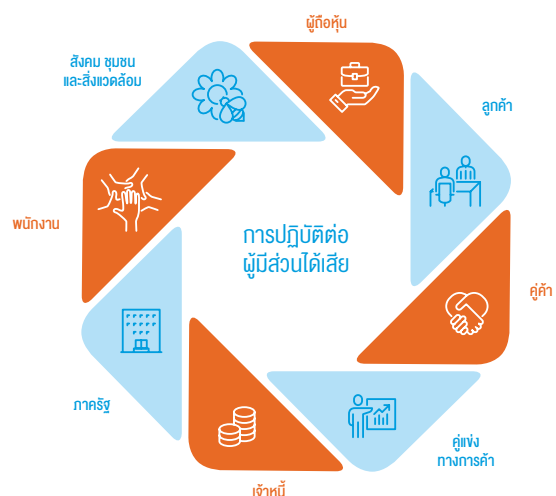 ผู้ถือหุ้น
สังคม ชุมชน
และสิ่งแวดล้อม
ลูกค้า
พนักงาน
การปฏิบัติต่อ
ผู้มีส่วนได้เสีย
คู่ค้า
ภาครัฐ
คู่แข่ง
ทางการค้า
เจ้าหนี้